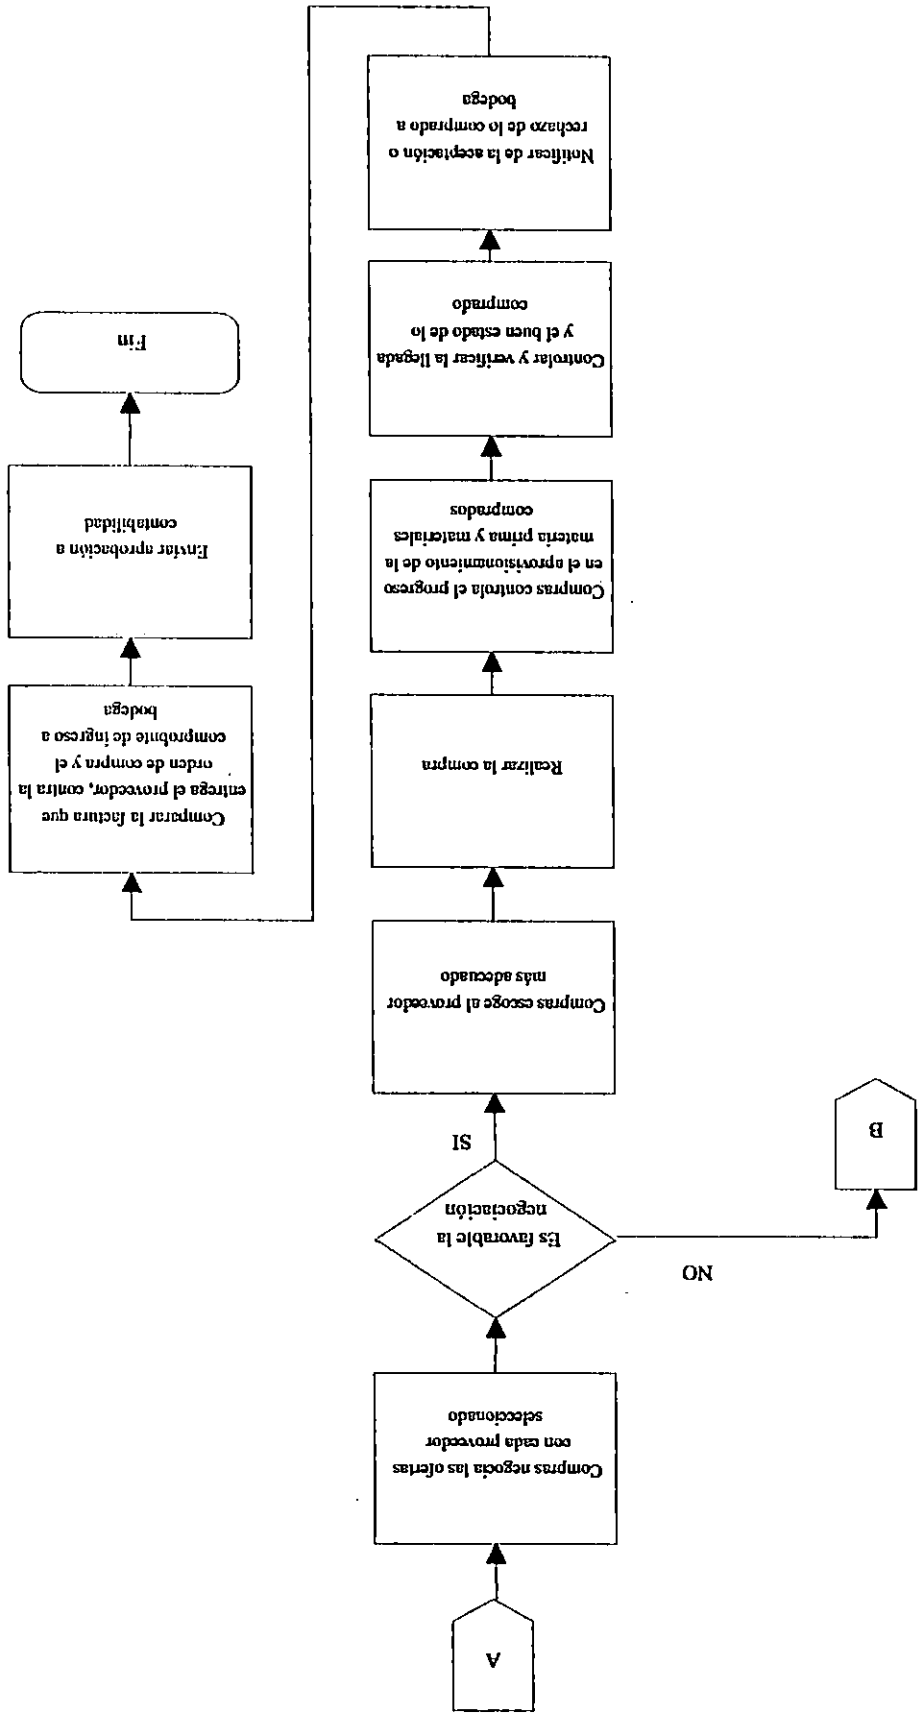 A
Compras negocia las ofertas
con cada proveedor
seleccionado
Es favorable la
negociación
NO
B
SI
Compras escoge al proveedor
más adecuado
Realizar la compra
Compras controla el progreso
en el aprovisionamiento de la
materia prima y materiales
comprados
Controlar y verificar la llegada
y el buen estado de lo
comprado
Notificar de la aceptación o
rechazo de lo comprado a
bodega
Comparar la factura que
entrega el proveedor, contra la
orden de compra y el
comprobnte de ingreso a
bodega
Enviar aprobación a
contabilidad
Fin